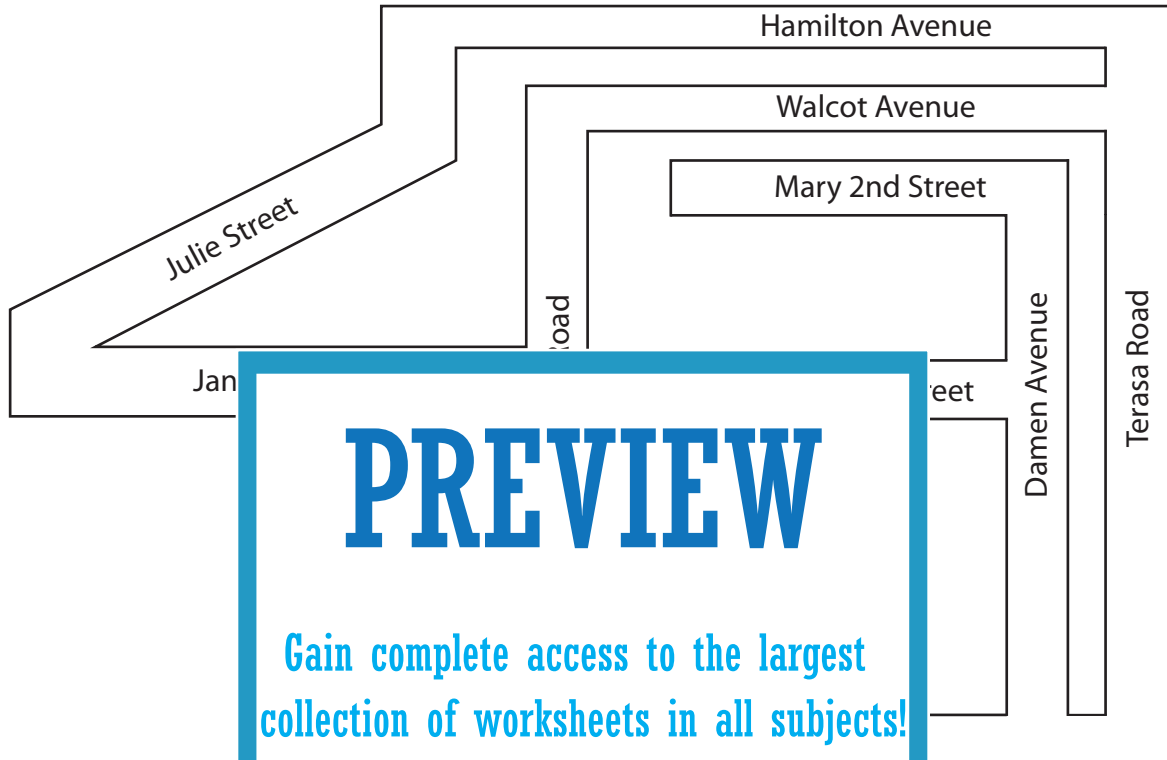 Hamilton Avenue
Walcot Avenue
Mary 2nd Street
Julie Street
Road
Terasa Road
Damen Avenue
Jan
reet
PREVIEW
Gain complete access to the largest
collection of worksheets in all subjects!